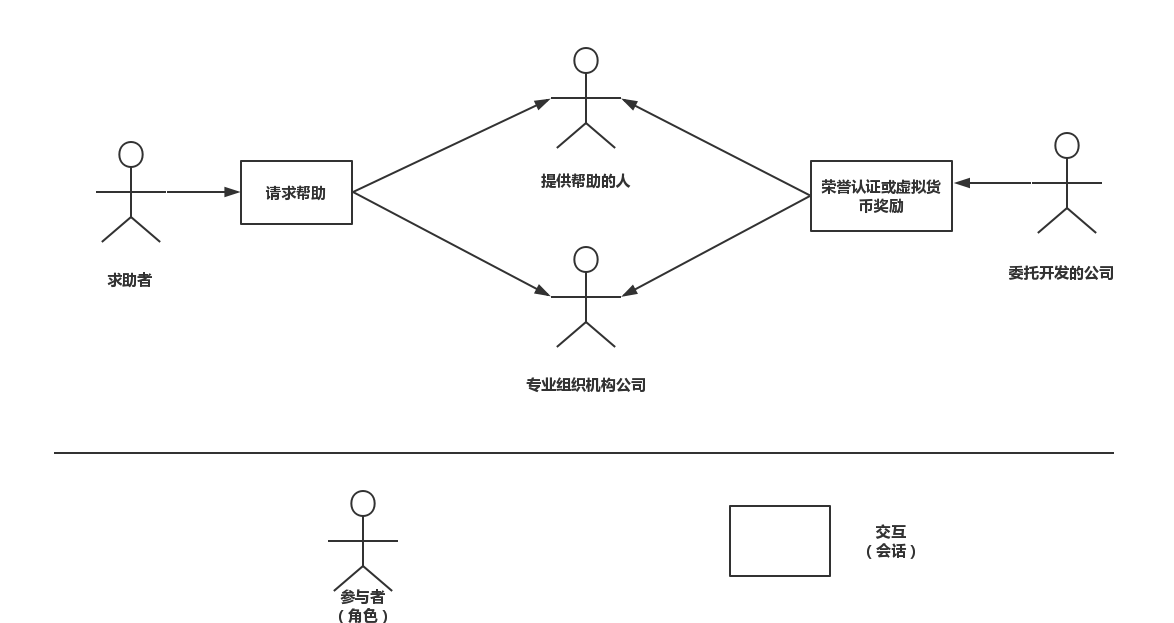 提供帮助的人
请求帮助
荣誉认证或虚拟货
币奖励
求助者
委托开发的公司
专业组织机构公司
交互
（会话）
参与者
（角色）